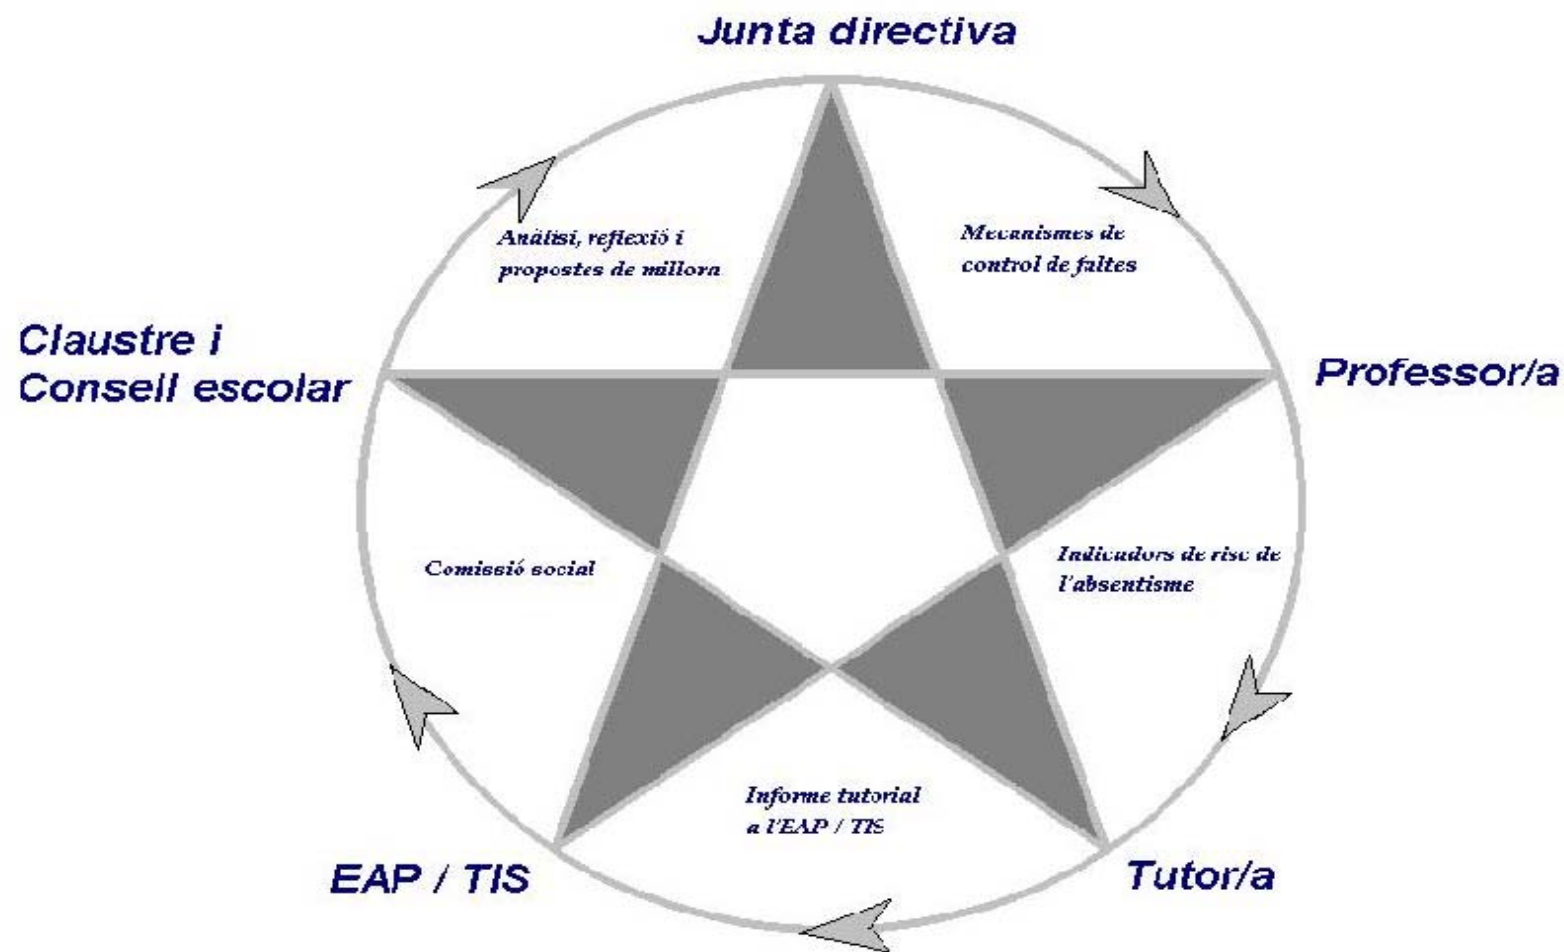 Junta directiva
Anàlisi, reflexió i
propostes de millora
Mecanismes de
control de faltes
Claustre i
Consell escolar
Professor/a
Comissió social
Indicadors de risc de
l'absentisme
Informe tutorial
a l'EAP / TIS
EAP / TIS
Tutor/a